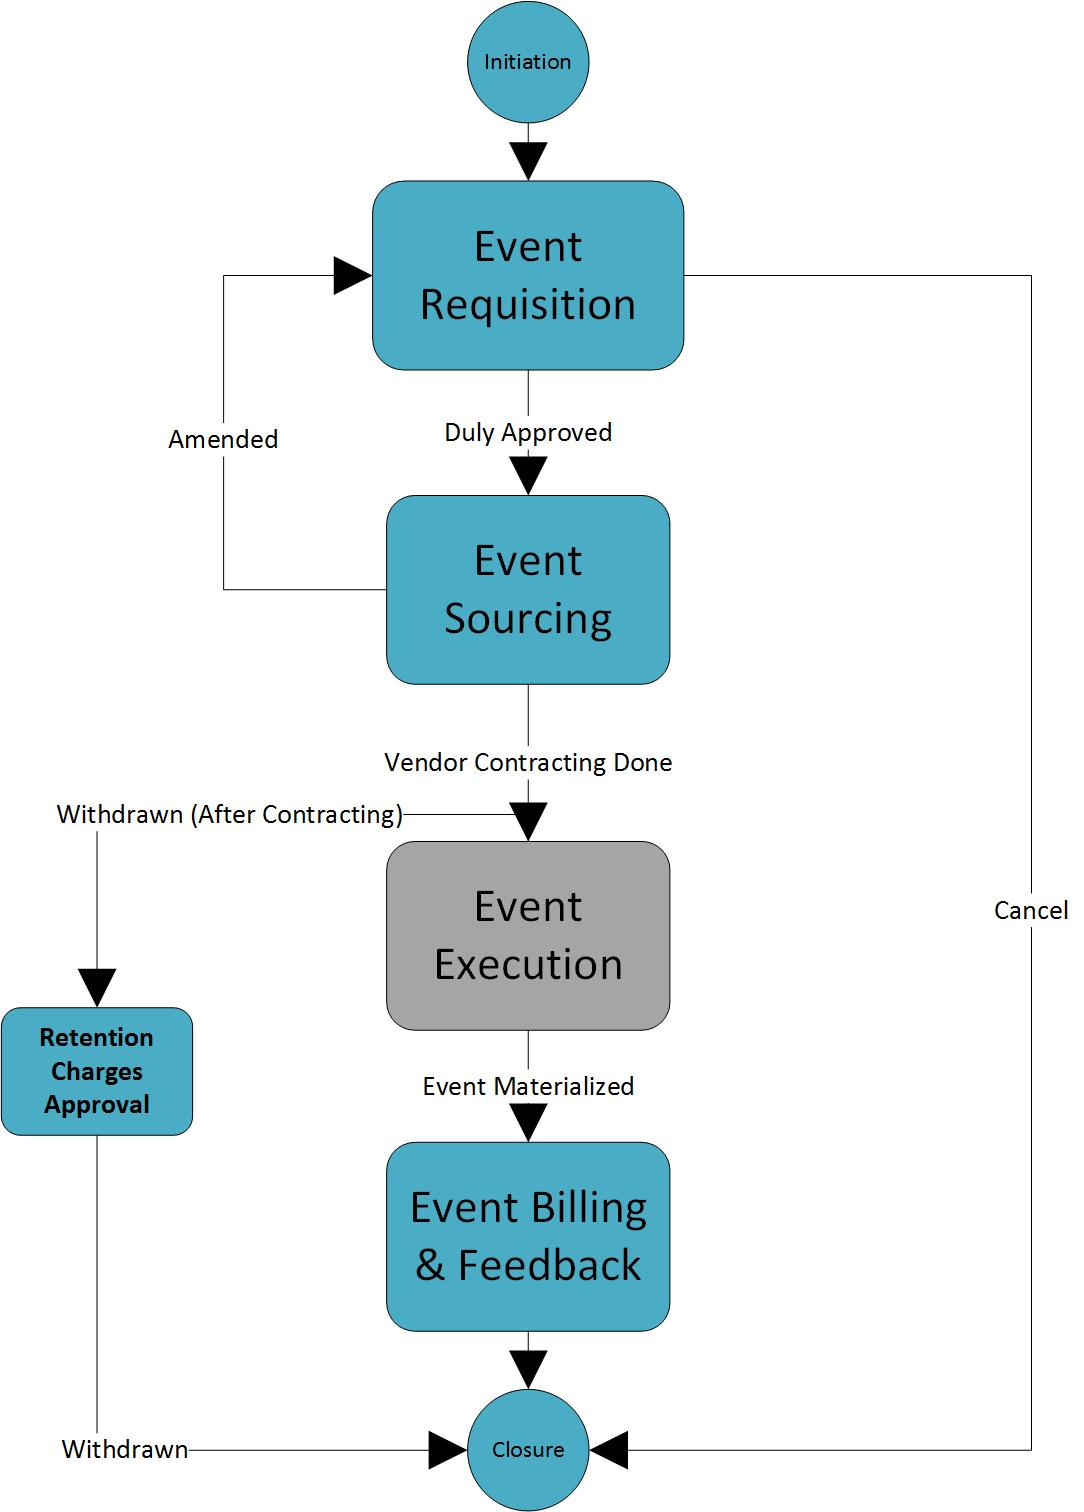 Initiation
Event
Requisition
Amended
Duly Approved
Event
Sourcing
Vendor Contracting Done
Withdrawn (After Contracting)
Event
Execution
Cancel
Retention
Charges
Approval
Event Materialized
Event Billing
& Feedback
Withdrawn
Closure